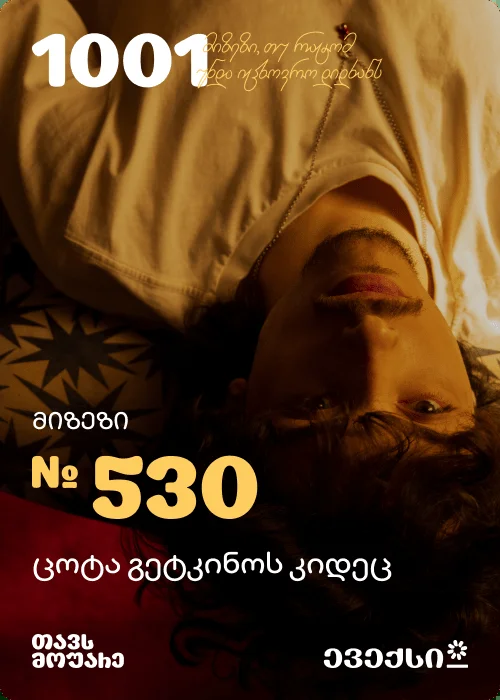 1001 მიზეზი, თუ რატომ
უნდა იცხოვრო დიდხანს
მიზეზი
№ 530
ცოტა გეტკინოს კიდეც
თავს
მოუარე
ევექსი